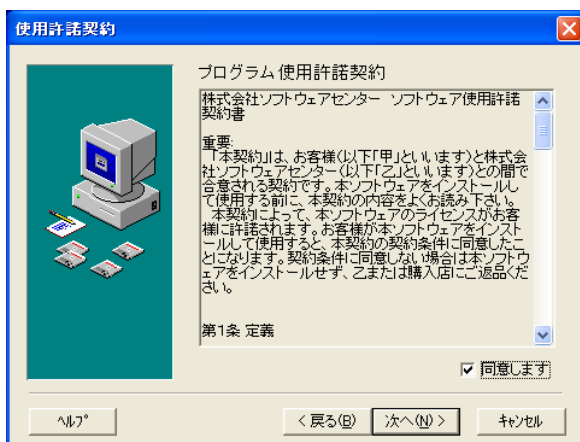 使用許諾契約
プログラム使用許諾契約
株式会社ソフトウェアセンター　ソフトウェア使用許諾
契約書
重要:
「本契約」は、お客様(以下「甲」といいます)と株式会
社ソフトウェアセンター(以下「乙」といいます)との間で
合意される契約です。本ソフトウェアをインストールし
て使用する前に、本契約の内容をよくお読み下さい。
本契約によって、本ソフトウェアのライセンスがお客
様に許諾されます。お客様が本ソフトウェアをインスト
ールして使用すると、本契約の契約条件に同意したこ
とになります。契約条件に同意しない場合は本ソフトウ
ェアをインストールせず、乙または購入店にご返品くだ
さい。
第1条 定義
同意します
ﾍﾙﾌﾟ
< 戻る(B)
次へ(N) >
ｷｬﾝｾﾙ